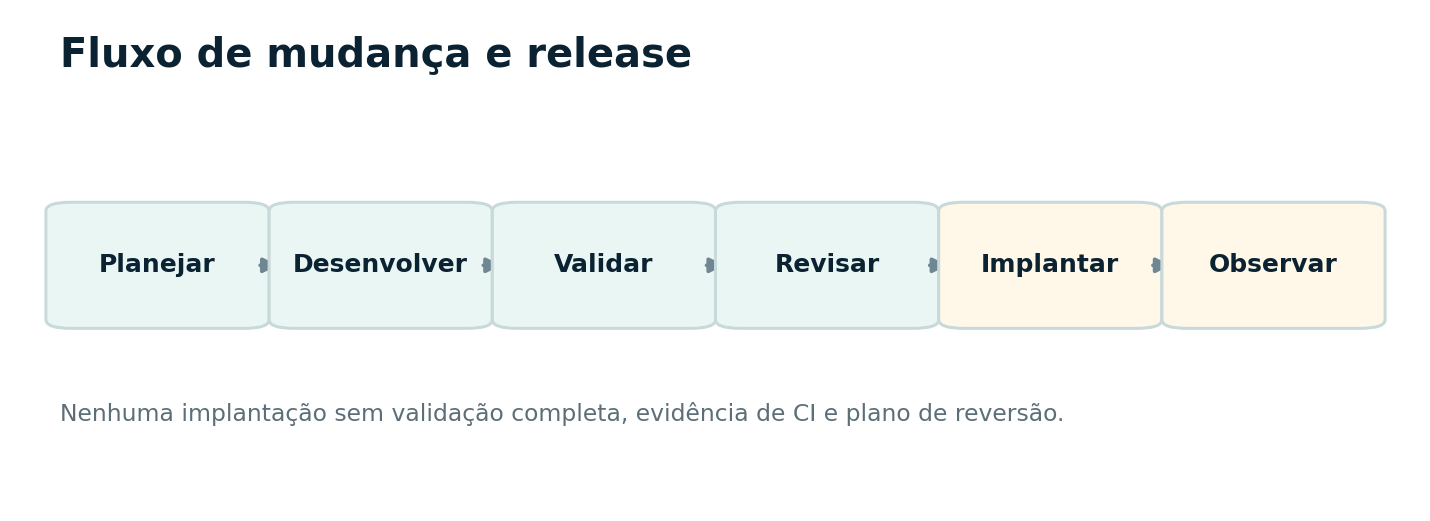 Fluxo de mudança e release
Planejar
Desenvolver
Validar
Revisar
Implantar
Observar
Nenhuma implantação sem validação completa, evidência de CI e plano de reversão.